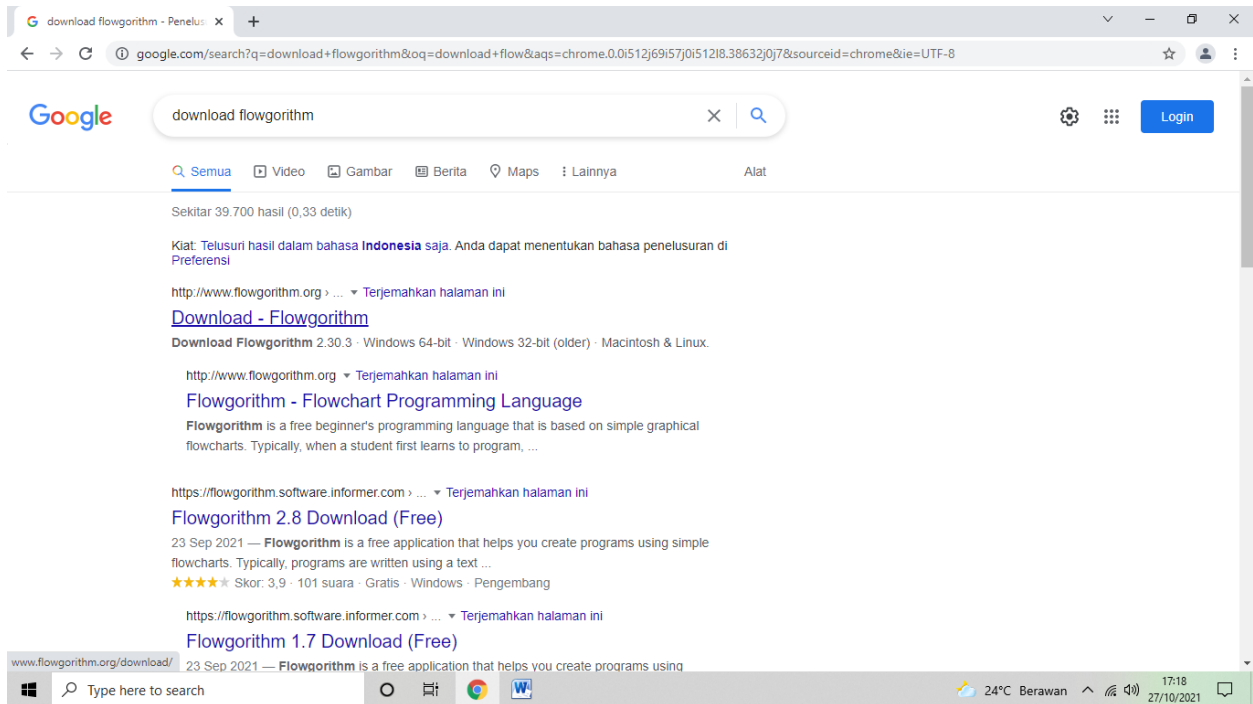 download flowgorithm - Penelus
google.com/search?q=download+flowgorithm&oq=download+flow&aqs=chrome.0.0i512j69i57j0i512l8.38632j0j7&sourceid=chrome&ie=UTF-8
Google
download flowgorithm
Login
Semua Video Gambar Berita Maps Lainnya Alat
Sekitar 39.700 hasil (0,33 detik)
Kiat: Telusuri hasil dalam bahasa Indonesia saja. Anda dapat menentukan bahasa penelusuran di
Preferensi
http://www.flowgorithm.org › ... Terjemahkan halaman ini
Download - Flowgorithm
Download Flowgorithm 2.30.3 · Windows 64-bit · Windows 32-bit (older) · Macintosh & Linux.
http://www.flowgorithm.org Terjemahkan halaman ini
Flowgorithm - Flowchart Programming Language
Flowgorithm is a free beginner's programming language that is based on simple graphical
flowcharts. Typically, when a student first learns to program, ...
https://flowgorithm.software.informer.com › ... Terjemahkan halaman ini
Flowgorithm 2.8 Download (Free)
23 Sep 2021 — Flowgorithm is a free application that helps you create programs using simple
flowcharts. Typically, programs are written using a text ...
Skor: 3,9 · 101 suara · Gratis · Windows · Pengembang
https://flowgorithm.software.informer.com › ... Terjemahkan halaman ini
Flowgorithm 1.7 Download (Free)
23 Sep 2021 — Flowgorithm is a free application that helps you create programs using
www.flowgorithm.org/download/
Type here to search
24°C Berawan
17:18
27/10/2021